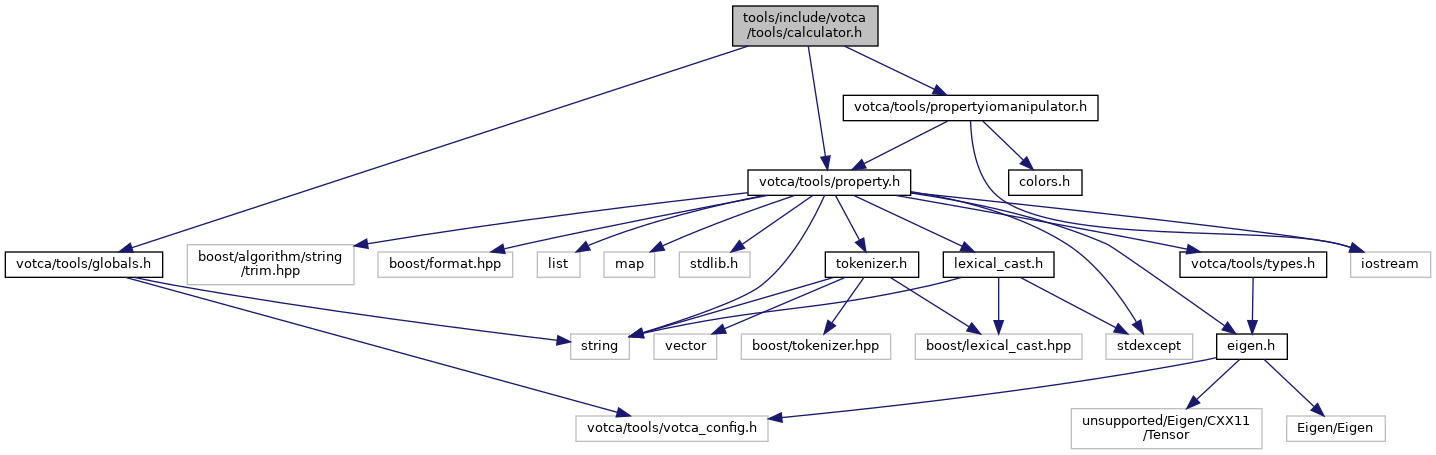 tools/include/votca
/tools/calculator.h
votca/tools/propertyiomanipulator.h
votca/tools/property.h
colors.h
votca/tools/globals.h
boost/algorithm/string
/trim.hpp
boost/format.hpp
list
map
stdlib.h
tokenizer.h
lexical_cast.h
votca/tools/types.h
iostream
string
vector
boost/tokenizer.hpp
boost/lexical_cast.hpp
stdexcept
eigen.h
votca/tools/votca_config.h
unsupported/Eigen/CXX11
/Tensor
Eigen/Eigen